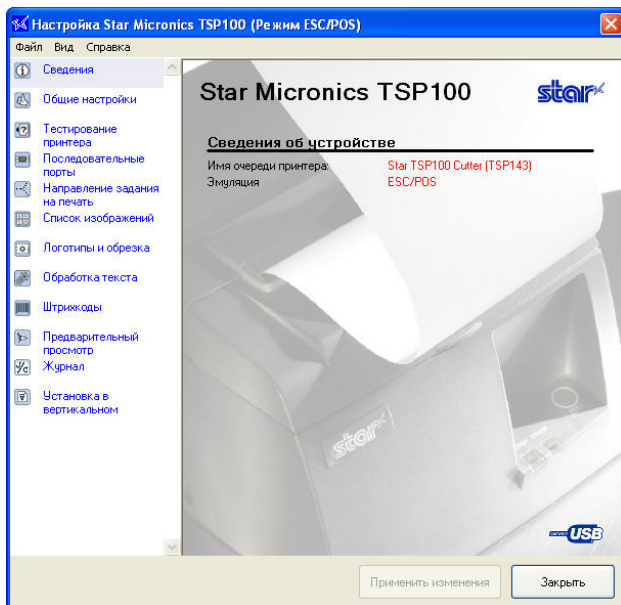 Настройка Star Micronics TSP100 (Режим ESC/POS)
Файл Вид Справка
Сведения
Общие настройки
Тестирование
принтера
Последовательные
порты
Направление задания
на печать
Список изображений
Логотипы и обрезка
Обработка текста
Штрихкоды
Предварительный
просмотр
Журнал
Установка в
вертикальном
Star Micronics TSP100
star
Сведения об устройстве
Имя очереди принтера: Star TSP100 Cutter (TSP143)
Эмуляция ESC/POS
star
USB
Применить изменения
Закрыть